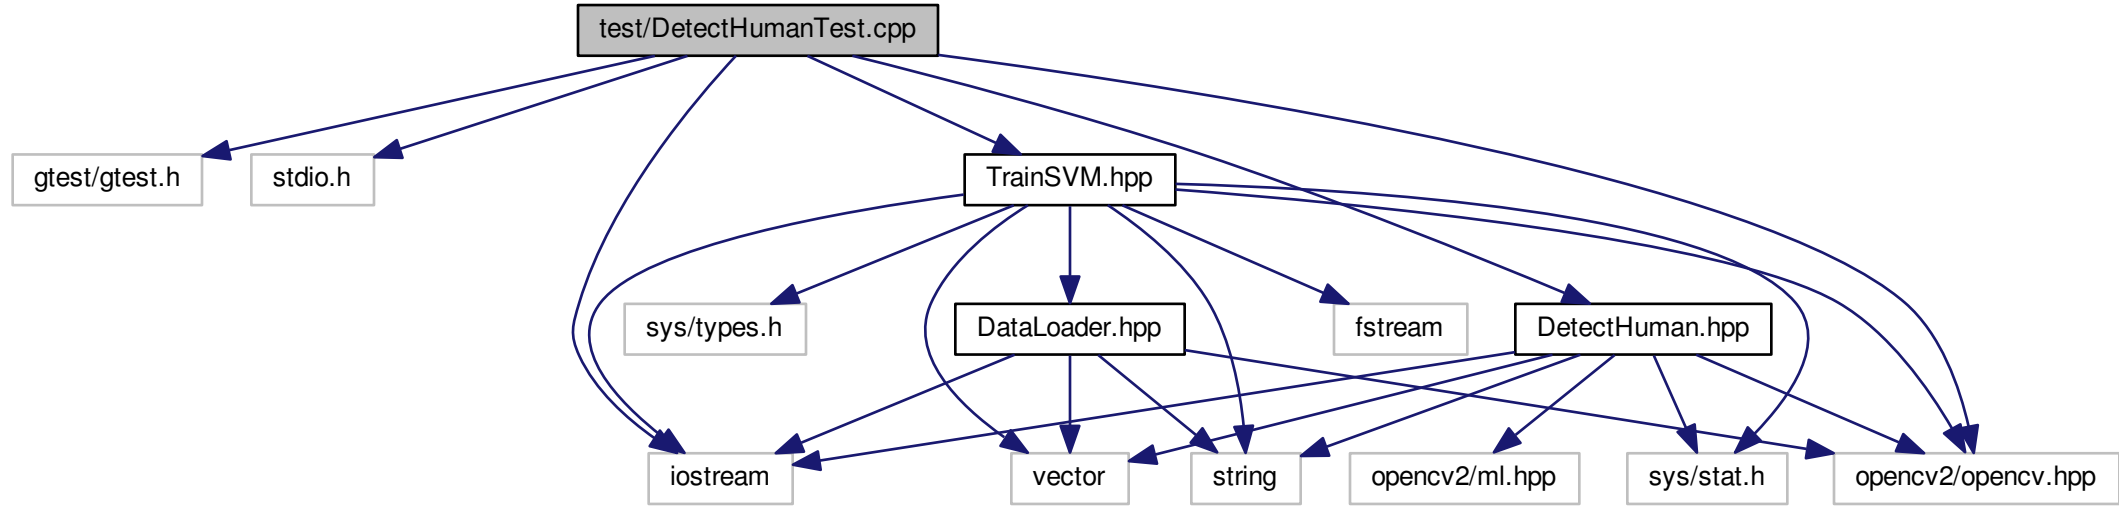 test/DetectHumanTest.cpp
gtest/gtest.h
stdio.h
TrainSVM.hpp
sys/types.h
DataLoader.hpp
fstream
DetectHuman.hpp
iostream
vector
string
opencv2/ml.hpp
sys/stat.h
opencv2/opencv.hpp